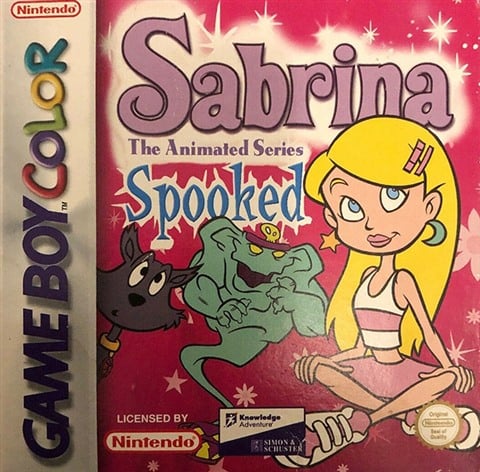 Nintendo
GAME BOY COLOR
TM
Sabrina
The Animated Series
Spooked
LICENSED BY
Nintendo
Knowledge
Adventure
SIMON &
SCHUSTER
Original
Nintendo
Seal of
Quality